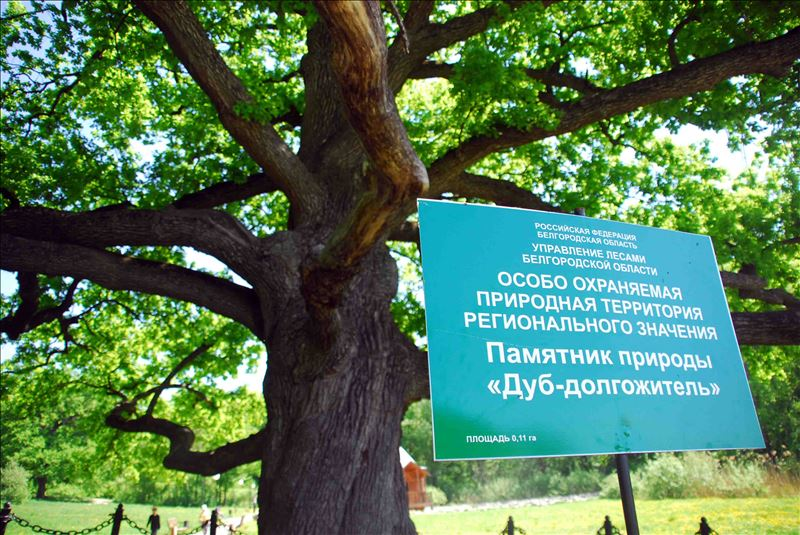 РОССИЙСКАЯ ФЕДЕРАЦИЯ
БЕЛГОРОДСКАЯ ОБЛАСТЬ
УПРАВЛЕНИЕ ЛЕСАМИ
БЕЛГОРОДСКОЙ ОБЛАСТИ
ОСОБО ОХРАНЯЕМАЯ
ПРИРОДНАЯ ТЕРРИТОРИЯ
РЕГИОНАЛЬНОГО ЗНАЧЕНИЯ
Памятник природы
«Дуб-долгожитель»
ПЛОЩАДЬ 0,11 га